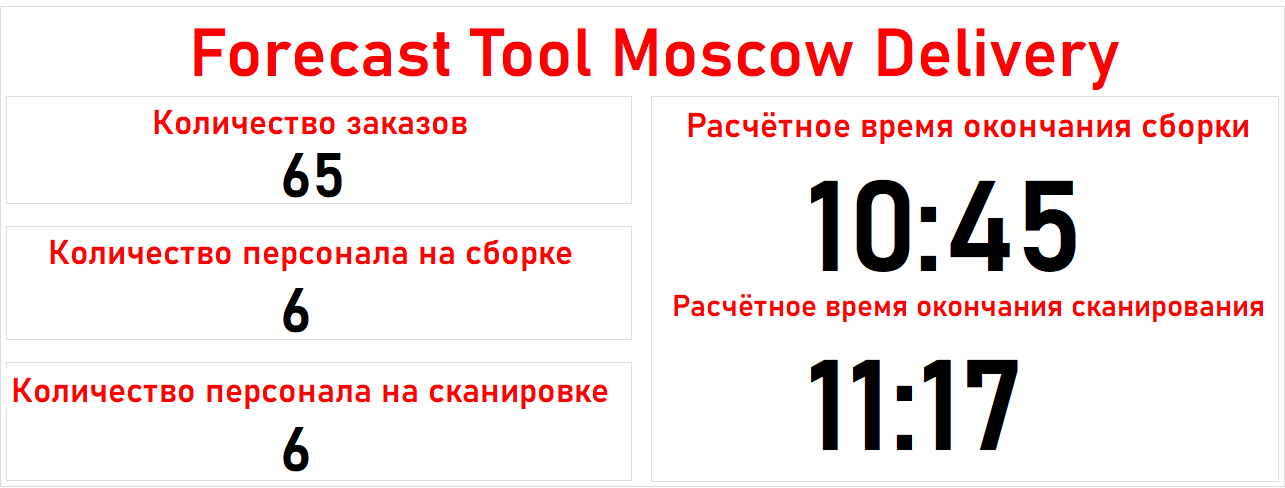 Forecast Tool Moscow Delivery
Количество заказов
65
Количество персонала на сборке
6
Количество персонала на сканировке
6
Расчётное время окончания сборки
10:45
Расчётное время окончания сканирования
11:17